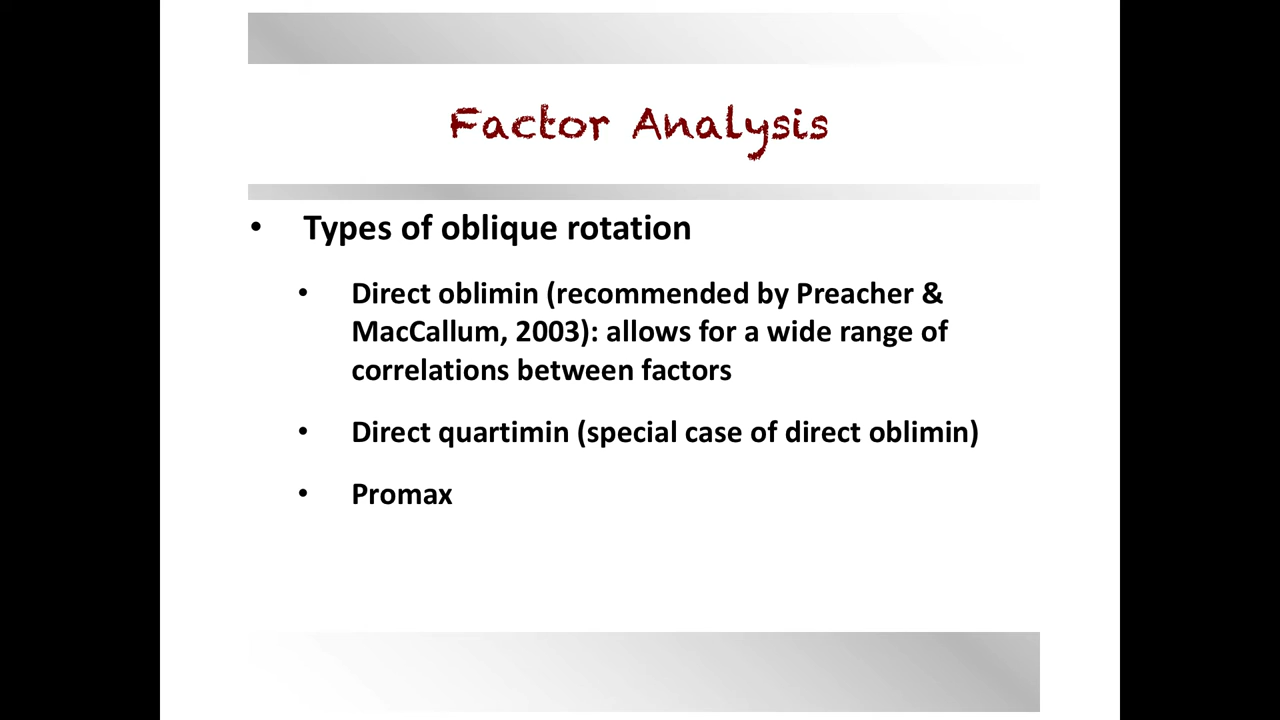 Factor Analysis
• Types of oblique rotation
• Direct oblimin (recommended by Preacher &
MacCallum, 2003): allows for a wide range of
correlations between factors
• Direct quartimin (special case of direct oblimin)
• Promax